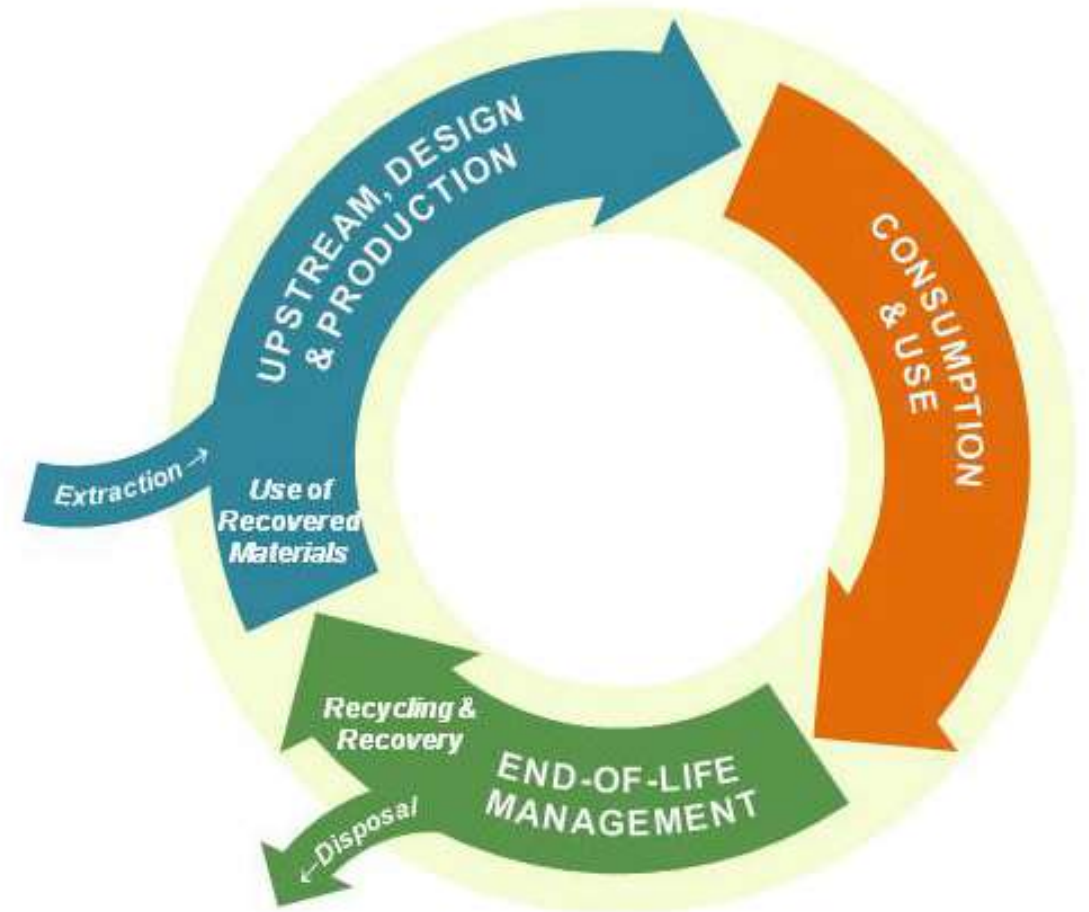 UPSTREAM, DESIGN
& PRODUCTION
CONSUMPTION
& USE
Extraction →
Use of
Recovered
Materials
Recycling &
Recovery
END-OF-LIFE
MANAGEMENT
←Disposal